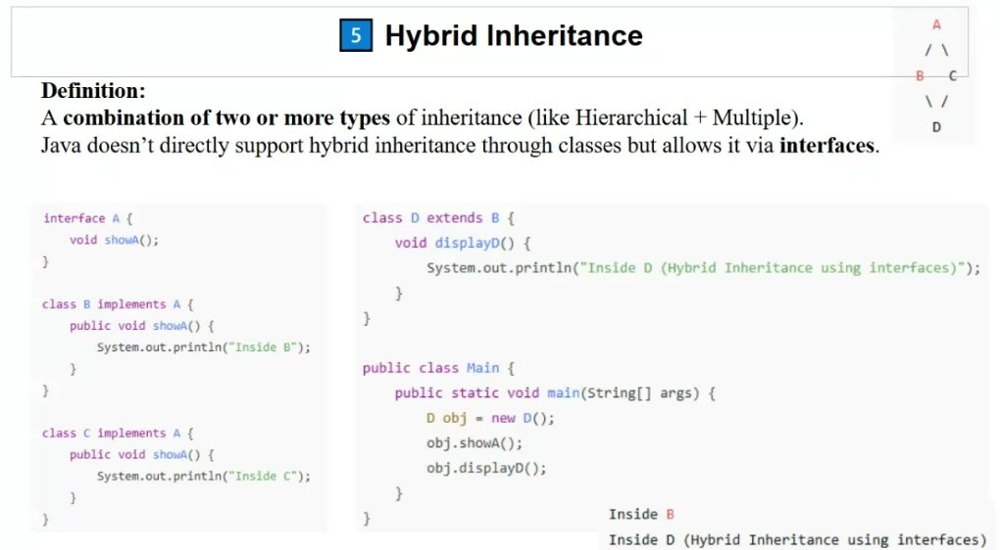 5 Hybrid Inheritance
A
/ \
B C
\ /
D
Definition:
A combination of two or more types of inheritance (like Hierarchical + Multiple).
Java doesn’t directly support hybrid inheritance through classes but allows it via interfaces.
interface A {
    void showA();
}
class B implements A {
    public void showA() {
        System.out.println("Inside B");
    }
}
class C implements A {
    public void showA() {
        System.out.println("Inside C");
    }
}
class D extends B {
    void displayD() {
        System.out.println("Inside D (Hybrid Inheritance using interfaces)");
    }
}
public class Main {
    public static void main(String[] args) {
        D obj = new D();
        obj.showA();
        obj.displayD();
    }
}
Inside B
Inside D (Hybrid Inheritance using interfaces)